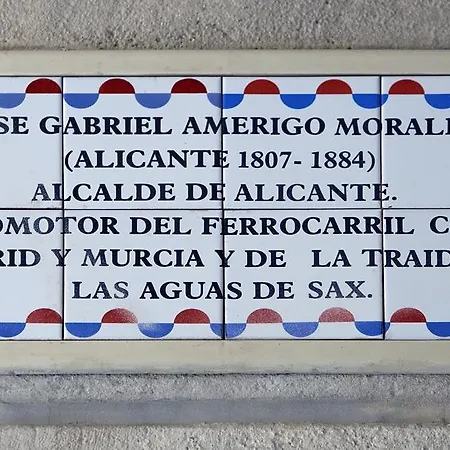 SE GABRIEL AMERIGO MORAL
(ALICANTE 1807- 1884)
ALCALDE DE ALICANTE.
OMOTOR DEL FERROCARRIL C
RID Y MURCIA Y DE LA TRAID
LAS AGUAS DE SAX.